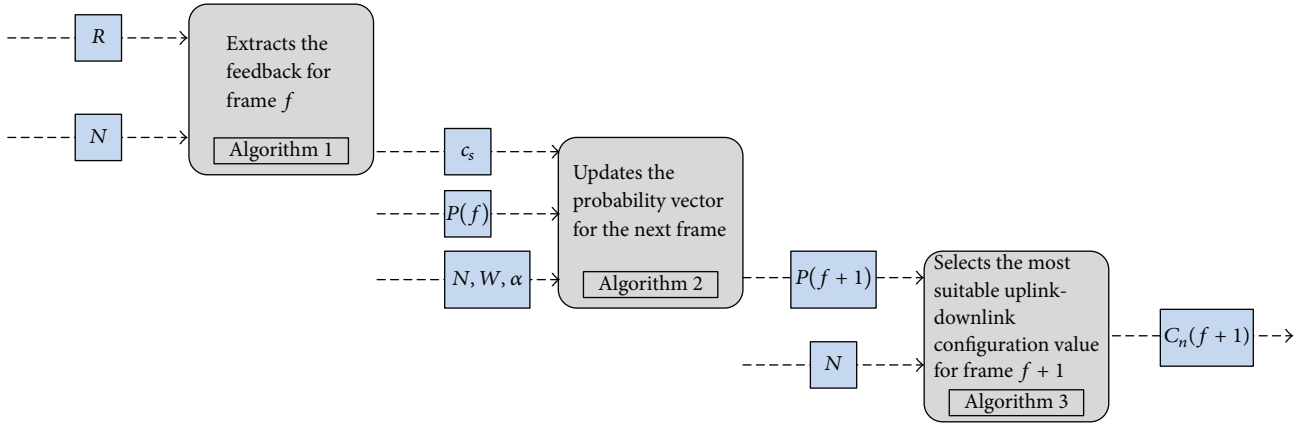 R
N
Extracts the
feedback for
frame f
Algorithm 1
c_s
P(f)
N, W, α
Updates the
probability vector
for the next frame
Algorithm 2
P(f + 1)
N
Selects the most
suitable uplink-
downlink
configuration value
for frame f + 1
Algorithm 3
C_n(f + 1)